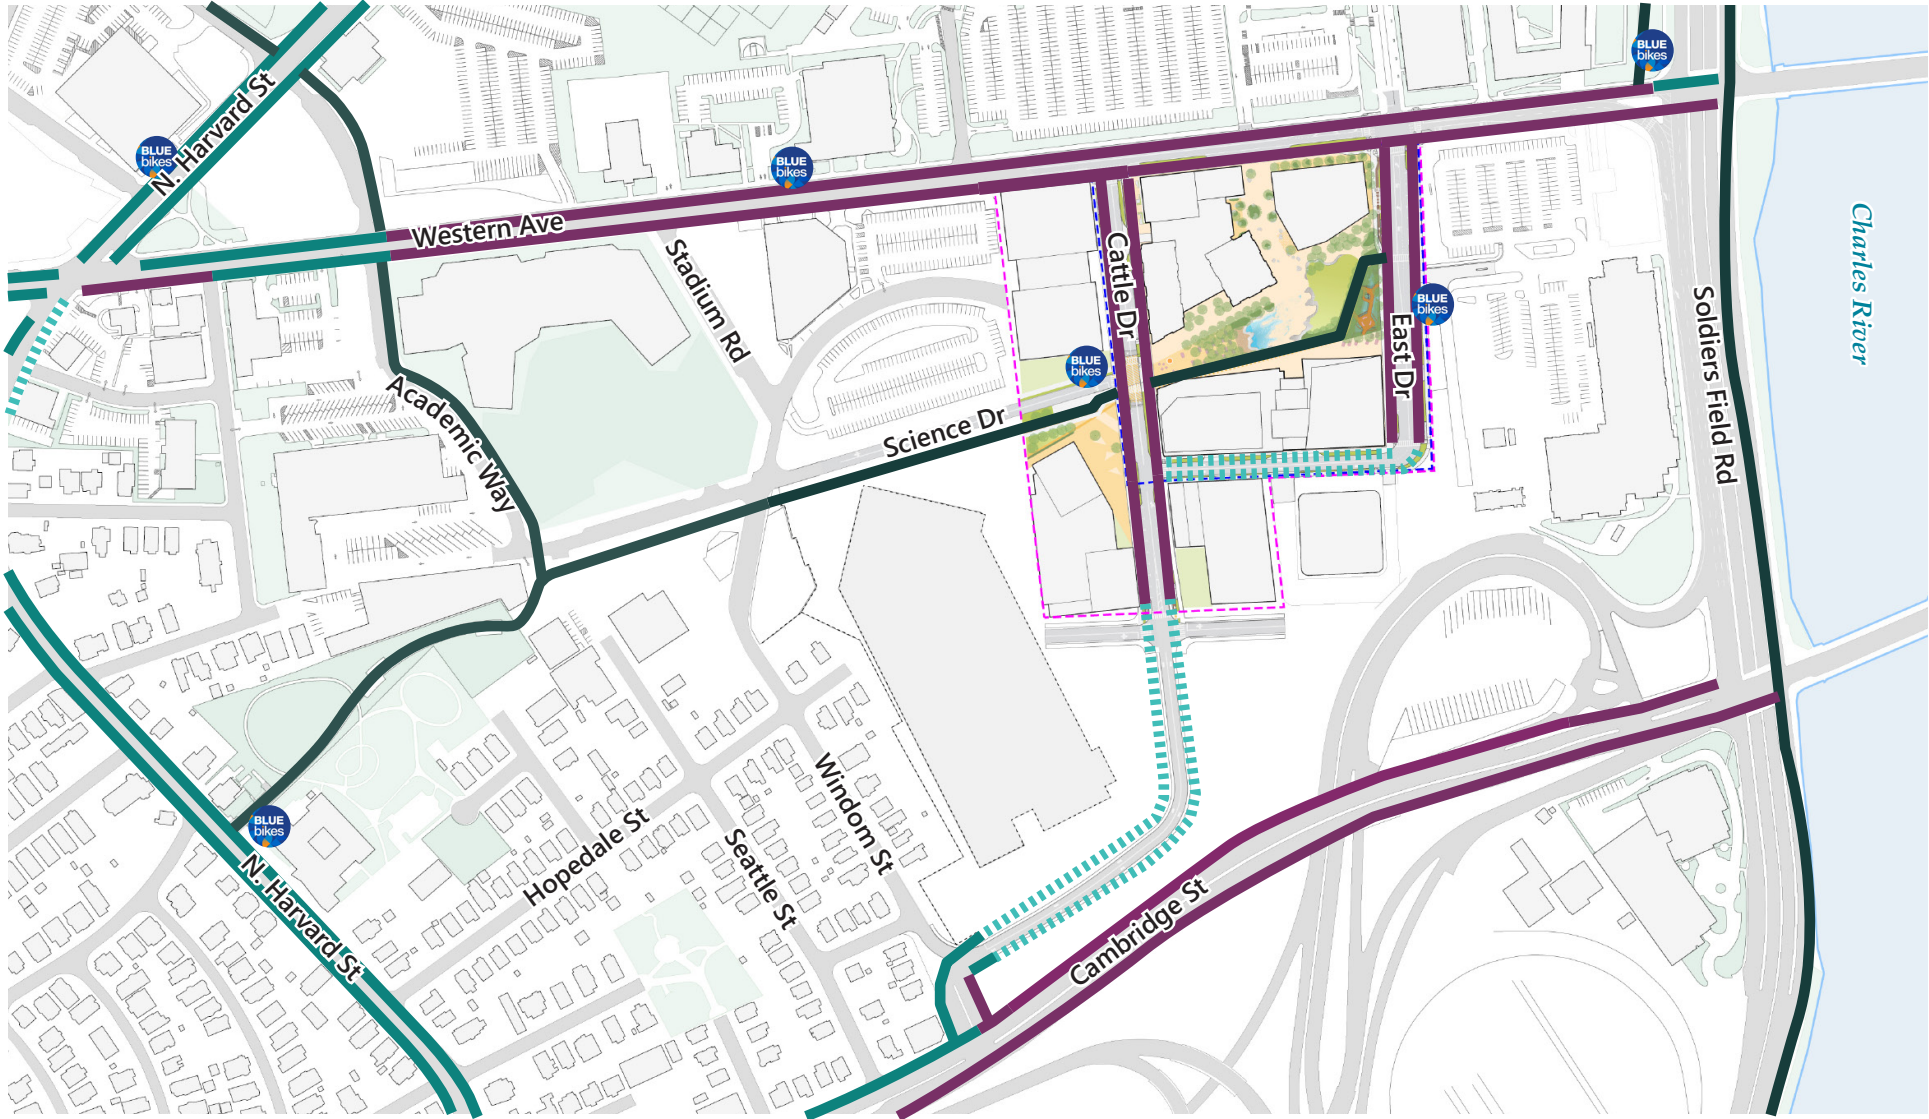 BLUE
bikes
N. Harvard St
BLUE
bikes
BLUE
bikes
Western Ave
Stadium Rd
Cattle Dr
Charles River
BLUE
bikes
East Dr
Soldiers Field Rd
BLUE
bikes
Academic Way
Science Dr
Windom St
Hopedale St
Seattle St
BLUE
bikes
N. Harvard St
Cambridge St